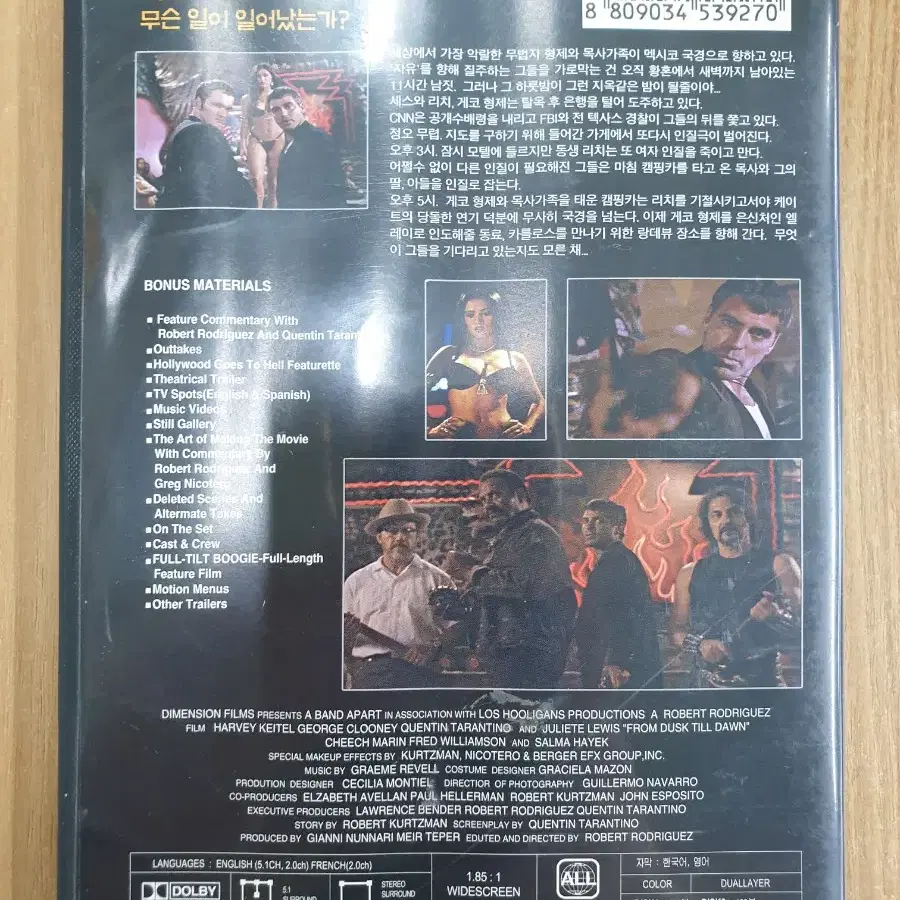 8 809034 539270
무슨 일이 일어났는가?
세상에서 가장 악랄한 무법자 형제와 목사가족이 멕시코 국경으로 향하고 있다.
'자유'를 향해 질주하는 그들을 가로막는 건 오직 황혼에서 새벽까지 남아있는
11시간 남짓. 그러나 그 하룻밤이 그런 지옥같은 밤이 될줄이야...
세스와 리치, 게코 형제는 탈옥 후 은행을 털어 도주하고 있다.
CNN은 공개수배령을 내리고 FBI와 전 텍사스 경찰이 그들의 뒤를 쫓고 있다.
정오 무렵, 지도를 구하기 위해 들어간 가게에서 또다시 인질극이 벌어진다.
오후 3시. 잠시 모텔에 들르지만 동생 리치는 또 여자 인질을 죽이고 만다.
어쩔수 없이 다른 인질이 필요해진 그들은 마침 캠핑카를 타고 온 목사와 그의
딸, 아들을 인질로 잡는다.
오후 5시. 게코 형제와 목사가족을 태운 캠핑카는 리치를 기절시키고서야 케이
트의 당돌한 연기 덕분에 무사히 국경을 넘는다. 이제 게코 형제를 은신처인 엘
레이로 인도해줄 동료, 카를로스를 만나기 위한 랑데뷰 장소를 향해 간다. 무엇
이 그들을 기다리고 있는지도 모른 채...
BONUS MATERIALS
■ Feature Commentary With
Robert Rodriguez And Quentin Tarant
■Outtakes
■Hollywood Goes To Hell Featurette
■Theatrical Trailer
■TV Spots(English & Spanish)
■Music Videos
■Still Gallery
■The Art of Making The Movie
With Commentary By
Robert Rodriguez And
Greg Nicotero
■Deleted Scenes And
Alternate Takes
■On The Set
■Cast & Crew
■FULL-TILT BOOGIE-Full-Length
Feature Film
■Motion Menus
■Other Trailers
DIMENSION FILMS PRESENTS A BAND APART IN ASSOCIATION WITH LOS HOOLIGANS PRODUCTIONS A ROBERT RODRIGUEZ
FILM HARVEY KEITEL GEORGE CLOONEY QUENTIN TARANTINO AND JULIETE LEWIS "FROM DUSK TILL DAWN"
CHEECH MARIN FRED WILLIAMSON AND SALMA HAYEK
SPECIAL MAKEUP EFFECTS BY KURTZMAN, NICOTERO & BERGER EFX GROUP,INC.
MUSIC BY GRAEME REVELL COSTUME DESIGNER GRACIELA MAZON
PRODUTION DESIGNER CECILIA MONTIEL DIRECTIOR OF PHOTOGRAPHY GUILLERMO NAVARRO
CO-PRODUCERS ELZABETH AVELLAN PAUL HELLERMAN ROBERT KURTZMAN JOHN ESPOSITO
EXECUTIVE PRODUCERS LAWRENCE BENDER ROBERT RODRIGUEZ QUENTIN TARANTINO
STORY BY ROBERT KURTZMAN SCREENPLAY BY QUENTIN TARANTINO
PRODUCED BY GIANNI NUNNARI MEIR TEPER EDUTED AND DIRECTED BY ROBERT RODRIGUEZ
LANGUAGES : ENGLISH (5.1CH, 2.0ch) FRENCH(2.0ch)
DOLBY
5.1
SURROUND
STEREO
SURROUND
1.85 : 1
WIDESCREEN
ALL
자막 : 한국어, 영어
COLOR
DUALLAYER